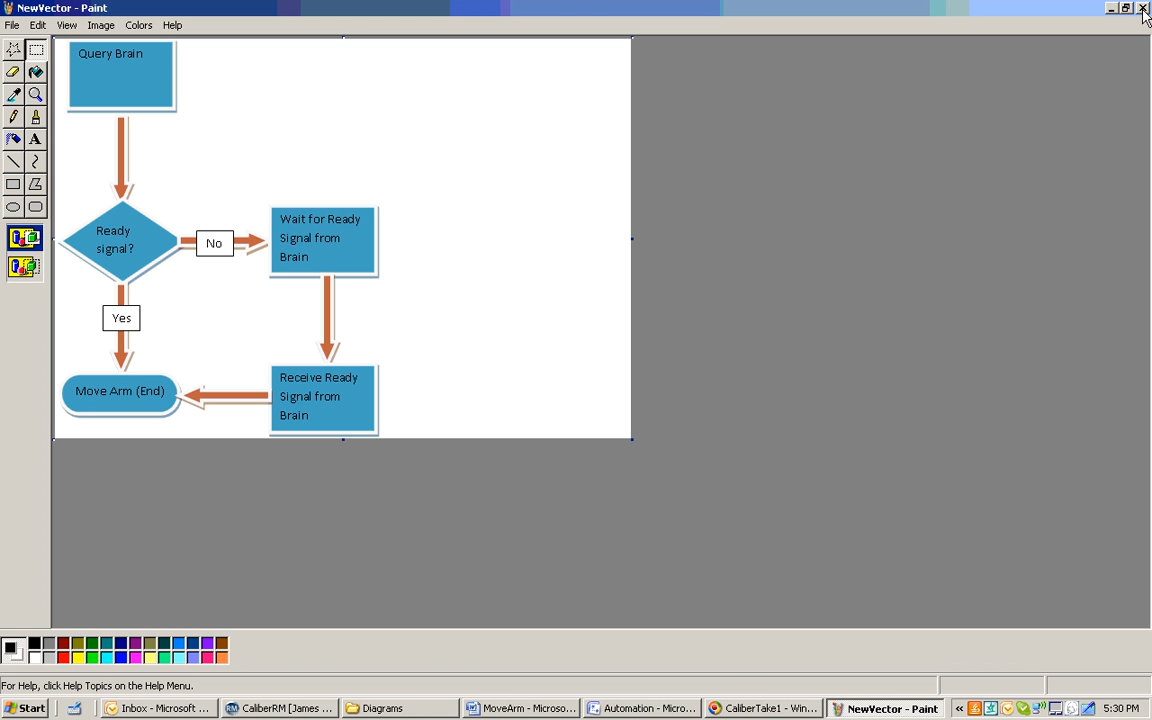 NewVector - Paint
File Edit View Image Colors Help
Query Brain
Ready
signal?
No
Wait for Ready
Signal from
Brain
Yes
Move Arm (End)
Receive Ready
Signal from
Brain
For Help, click Help Topics on the Help Menu.
Start
Inbox - Microsoft ...
CaliberRM [James ...
Diagrams
MoveArm - Microso...
Automation - Micro...
CaliberTake1 - Win...
NewVector - Paint
5:30 PM